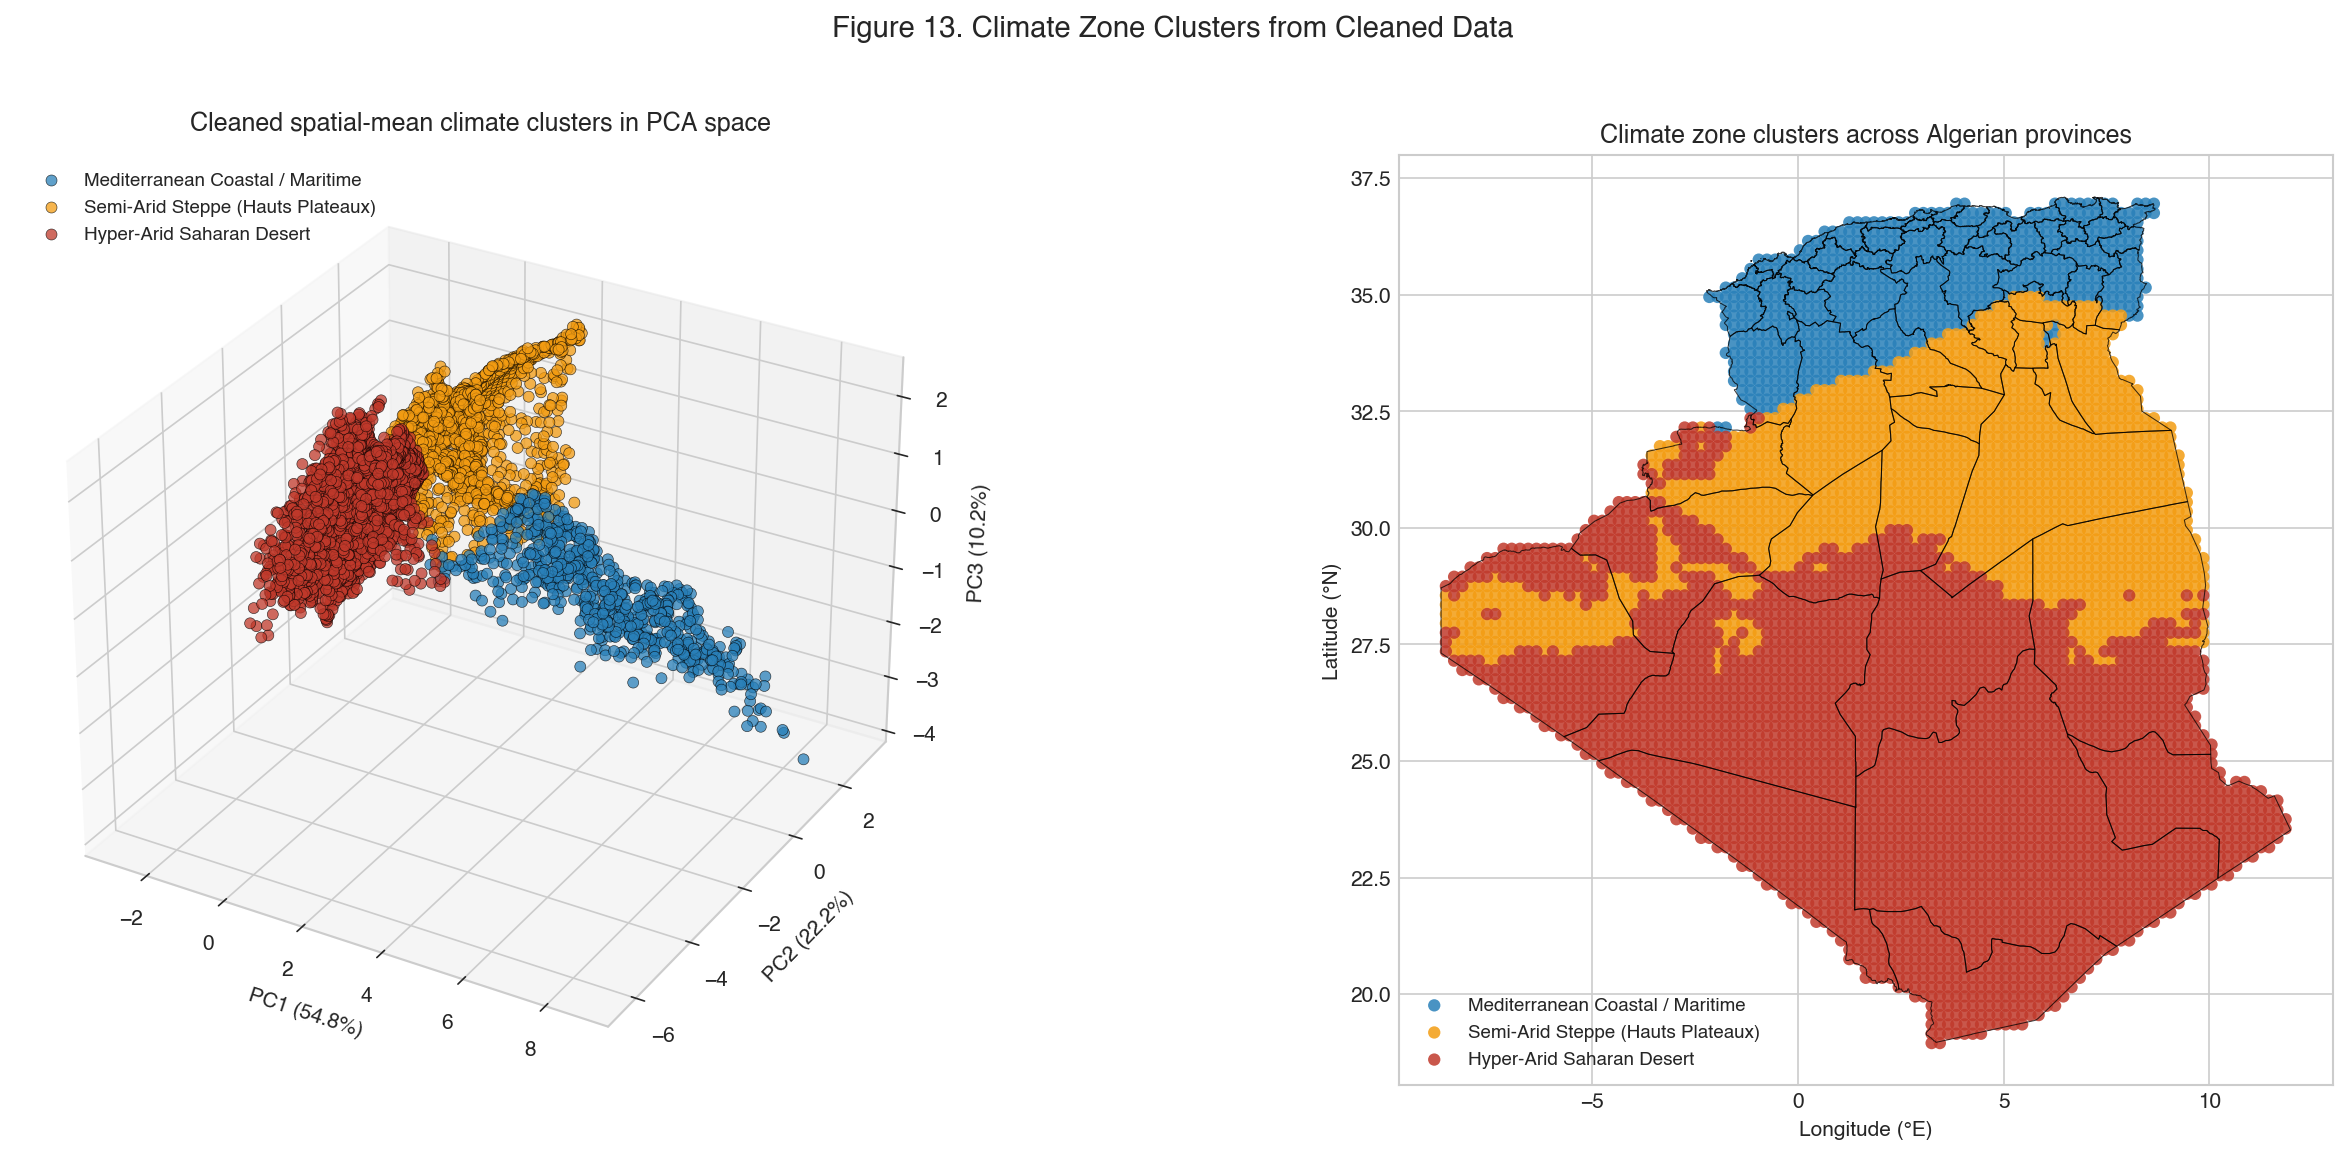 Figure 13. Climate Zone Clusters from Cleaned Data
Cleaned spatial-mean climate clusters in PCA space
Mediterranean Coastal / Maritime
Semi-Arid Steppe (Hauts Plateaux)
Hyper-Arid Saharan Desert
2
1
0
−1
−2
−3
−4
PC3 (10.2%)
2
0
−2
−4
−6
PC2 (22.2%)
−2
0
2
4
6
8
PC1 (54.8%)
Climate zone clusters across Algerian provinces
37.5
35.0
32.5
30.0
27.5
25.0
22.5
20.0
Latitude (°N)
Mediterranean Coastal / Maritime
Semi-Arid Steppe (Hauts Plateaux)
Hyper-Arid Saharan Desert
−5
0
5
10
Longitude (°E)